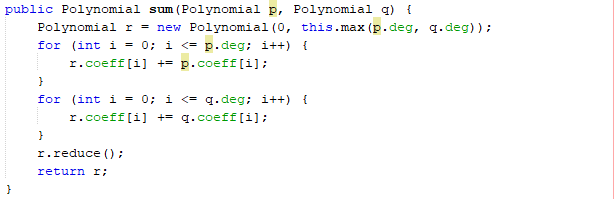 public Polynomial sum(Polynomial p, Polynomial q) {
    Polynomial r = new Polynomial(0, this.max(p.deg, q.deg));
    for (int i = 0; i <= p.deg; i++) {
        r.coeff[i] += p.coeff[i];
    }
    for (int i = 0; i <= q.deg; i++) {
        r.coeff[i] += q.coeff[i];
    }
    r.reduce();
    return r;
}